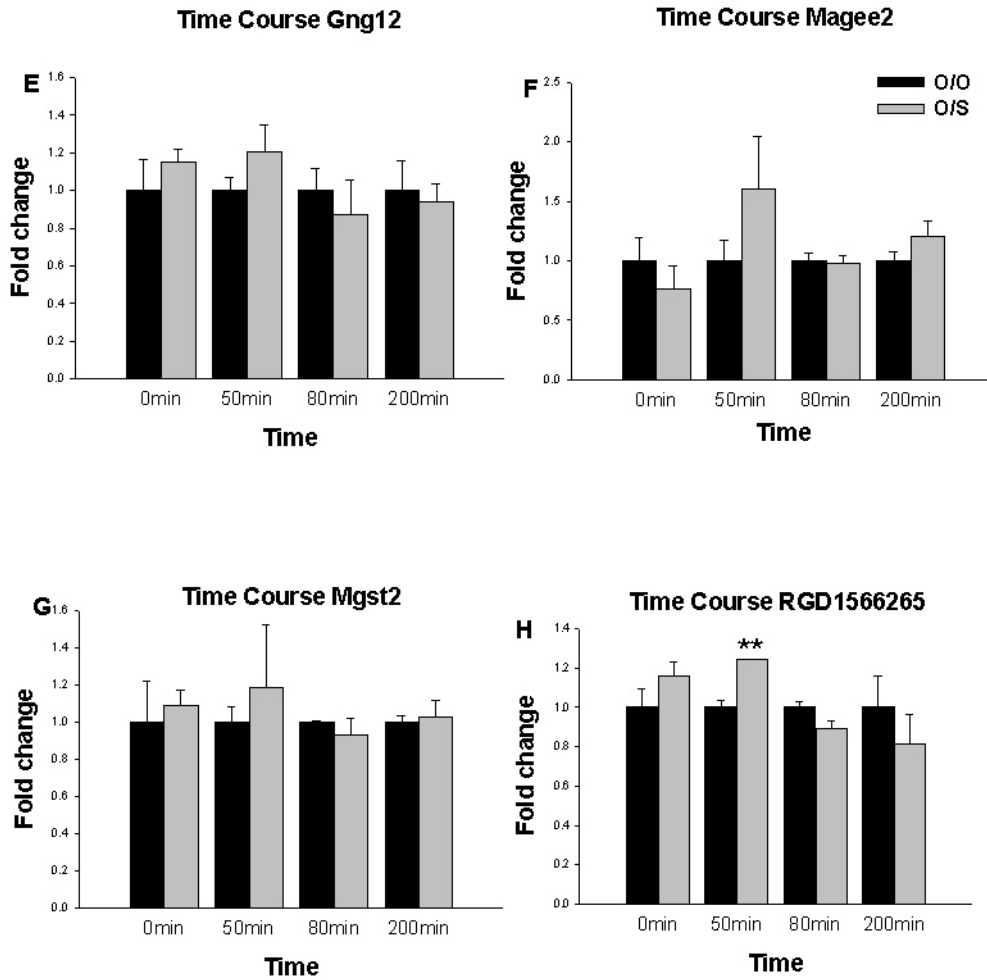 Time Course Gng12
E
1.6
1.4
1.2
1.0
0.8
0.6
0.4
0.2
0.0
Fold change
0min 50min 80min 200min
Time
Time Course Magee2
F
O/O
O/S
2.5
2.0
1.5
1.0
0.5
0.0
Fold change
0min 50min 80min 200min
Time
G
Time Course Mgst2
1.6
1.4
1.2
1.0
0.8
0.6
0.4
0.2
0.0
Fold change
0min 50min 80min 200min
Time
Time Course RGD1566265
H
1.4
1.2
1.0
0.8
0.6
0.4
0.2
0.0
**
Fold change
0min 50min 80min 200min
Time